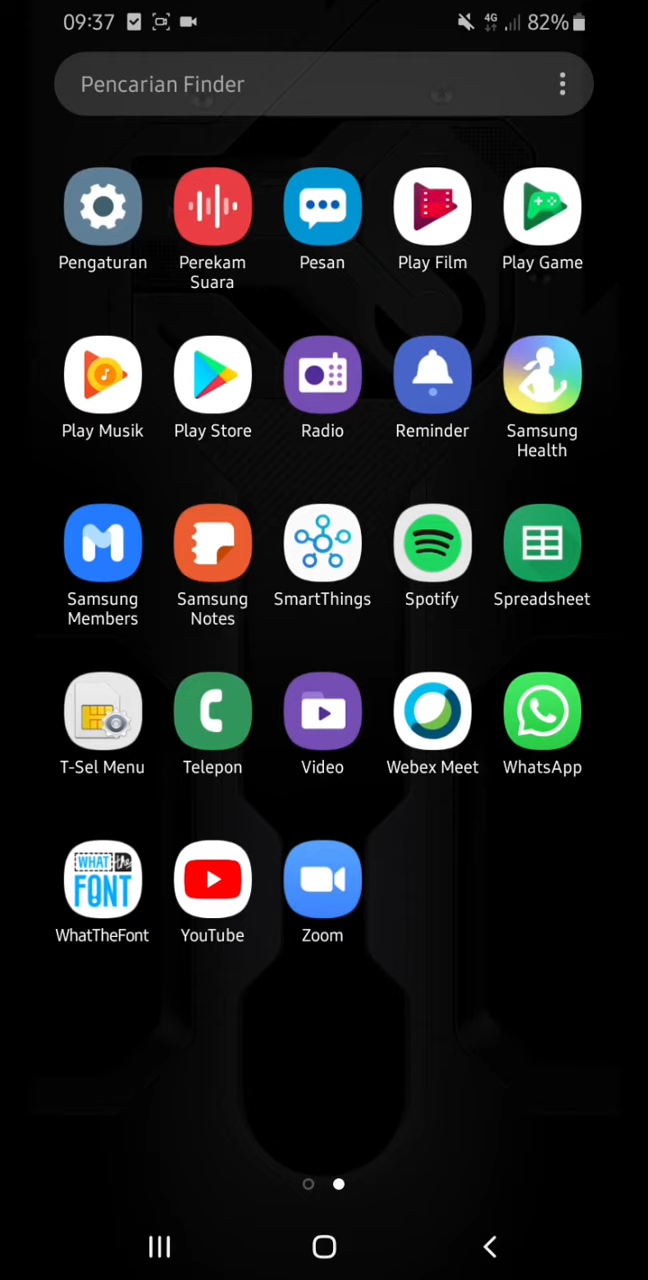 09:37
4G
82%
Pencarian Finder
Pengaturan
Perekam
Suara
Pesan
Play Film
Play Game
Play Musik
Play Store
Radio
Reminder
Samsung
Health
Samsung
Members
Samsung
Notes
SmartThings
Spotify
Spreadsheet
T-Sel Menu
Telepon
Video
Webex Meet
WhatsApp
WHAT the
FONT
WhatTheFont
YouTube
Zoom